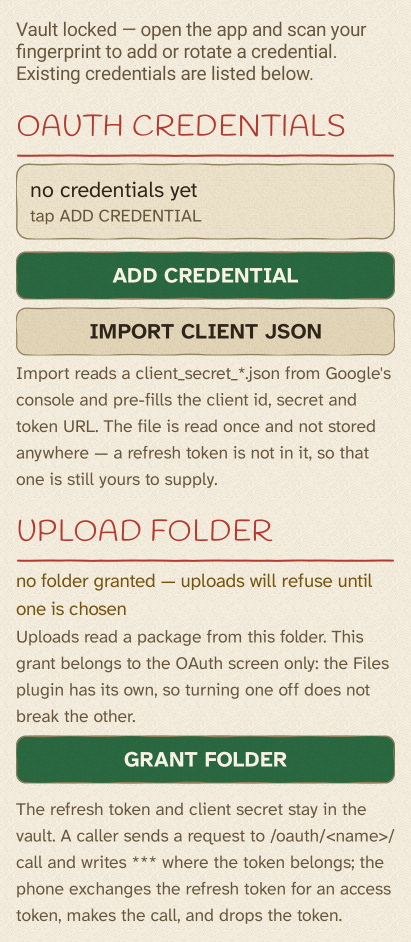 Vault locked — open the app and scan your
fingerprint to add or rotate a credential.
Existing credentials are listed below.
OAUTH CREDENTIALS
no credentials yet
tap ADD CREDENTIAL
ADD CREDENTIAL
IMPORT CLIENT JSON
Import reads a client_secret_*.json from Google's
console and pre-fills the client id, secret and
token URL. The file is read once and not stored
anywhere — a refresh token is not in it, so that
one is still yours to supply.
UPLOAD FOLDER
no folder granted — uploads will refuse until
one is chosen
Uploads read a package from this folder. This
grant belongs to the OAuth screen only: the Files
plugin has its own, so turning one off does not
break the other.
GRANT FOLDER
The refresh token and client secret stay in the
vault. A caller sends a request to /oauth/<name>/
call and writes *** where the token belongs; the
phone exchanges the refresh token for an access
token, makes the call, and drops the token.